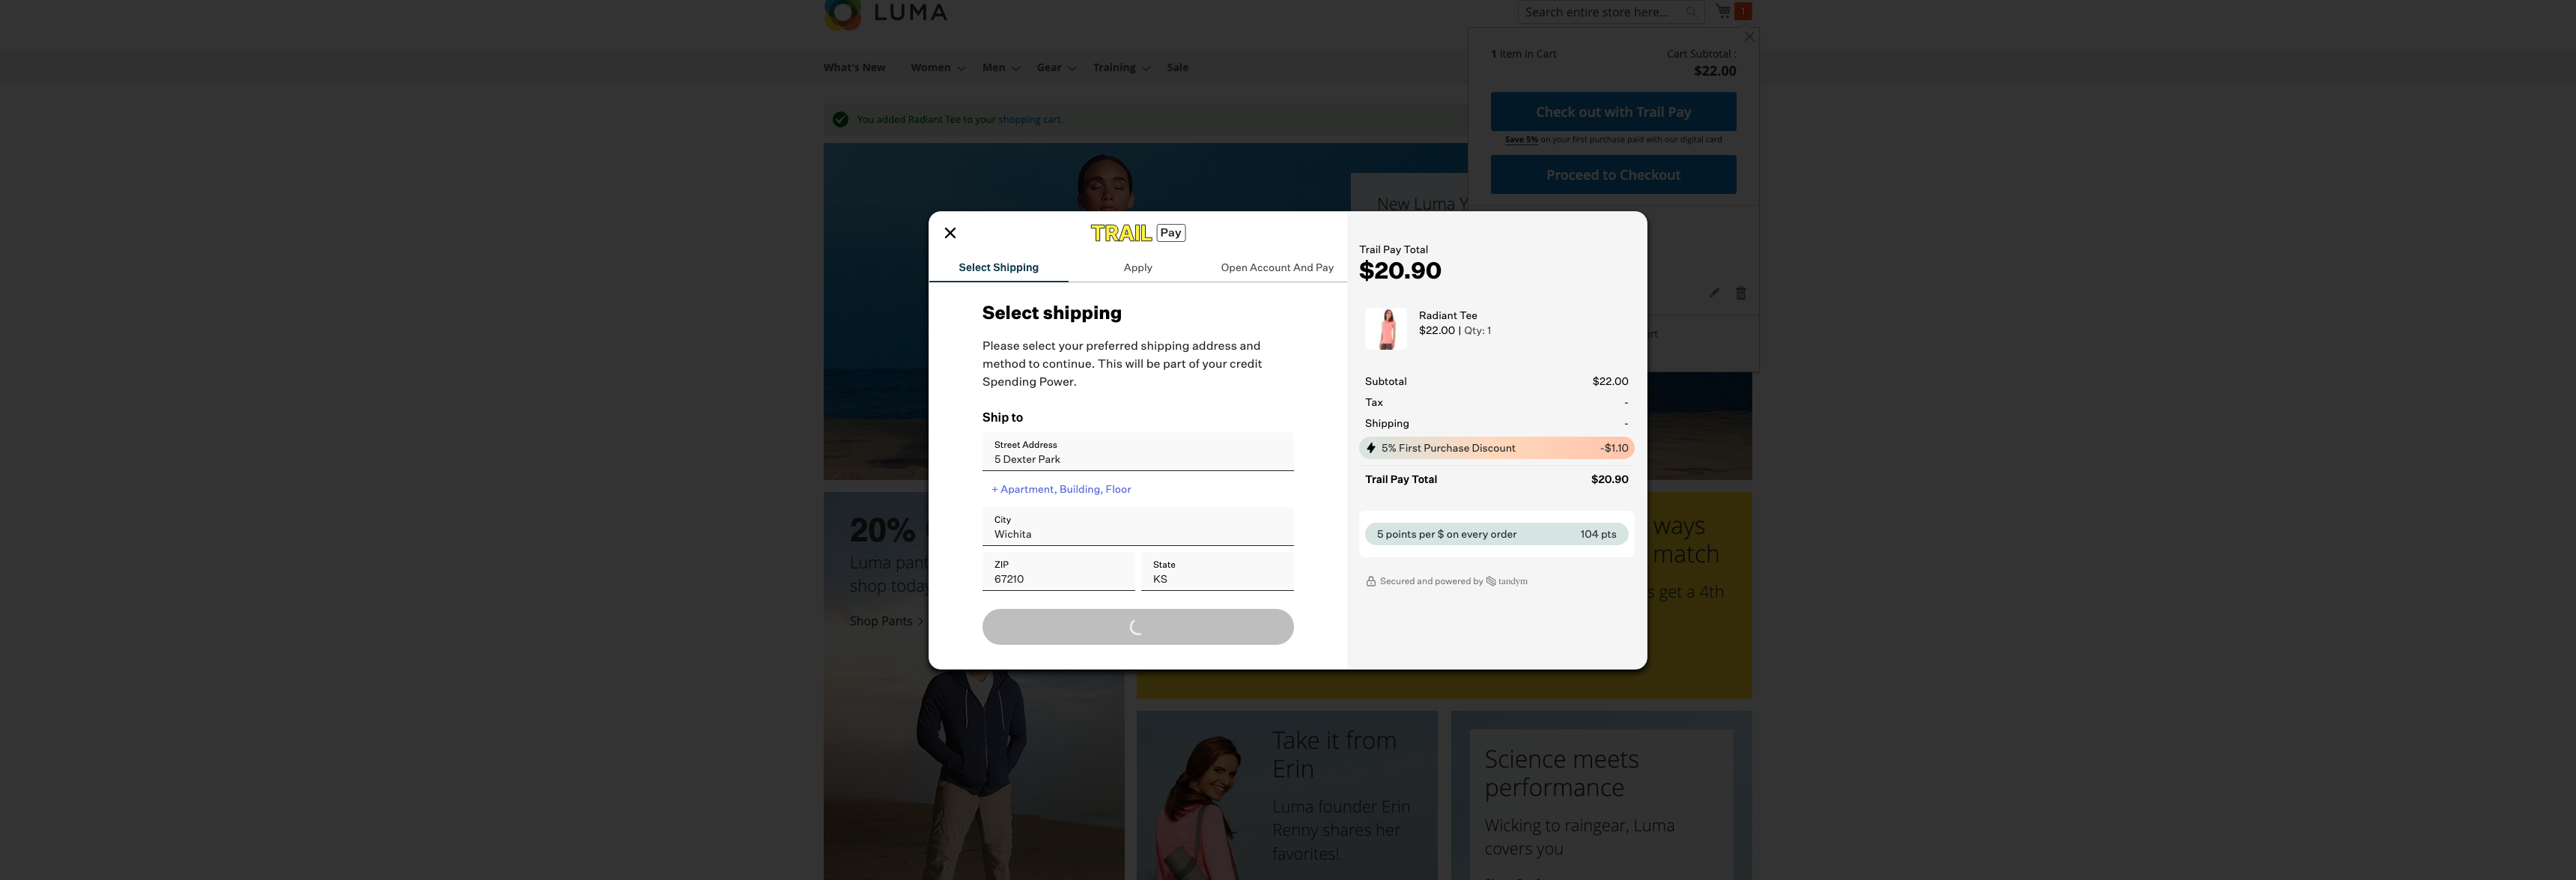 LUMA
Search entire store here...
1
What's New
Women
Men
Gear
Training
Sale
1 Item in Cart
Cart Subtotal :
$22.00
Check out with Trail Pay
Save 5% on your first purchase paid with our digital card
Proceed to Checkout
You added Radiant Tee to your shopping cart.
New Luma Y
TRAIL Pay
Select Shipping
Apply
Open Account And Pay
Select shipping
Please select your preferred shipping address and
method to continue. This will be part of your credit
Spending Power.
Ship to
Street Address
5 Dexter Park
+ Apartment, Building, Floor
City
Wichita
ZIP
67210
State
KS
Trail Pay Total
$20.90
Radiant Tee
$22.00 | Qty: 1
Subtotal
$22.00
Tax
-
Shipping
-
5% First Purchase Discount
-$1.10
Trail Pay Total
$20.90
5 points per $ on every order
104 pts
Secured and powered by tandym
20%
Luma pant
shop today
Shop Pants
ways
match
s get a 4th
Take it from
Erin
Luma founder Erin
Renny shares her
favorites!
Science meets
performance
Wicking to raingear, Luma
covers you